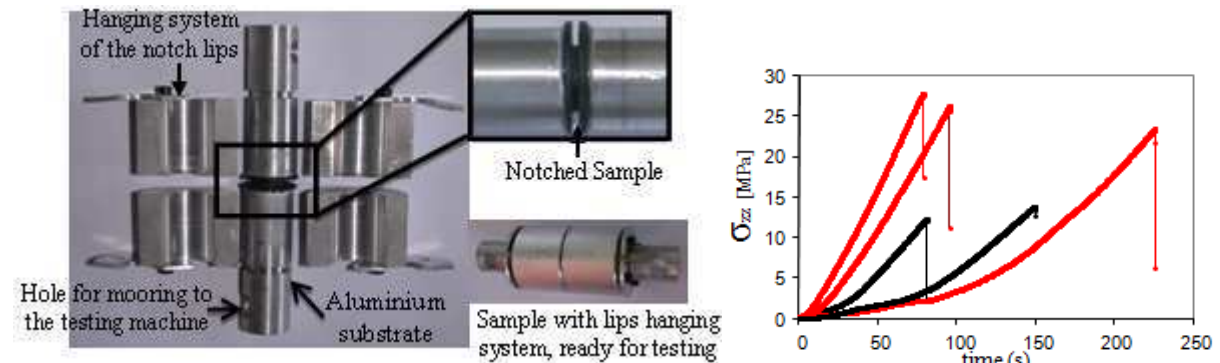 Hanging system
of the notch lips
Notched Sample
Hole for mooring to
the testing machine
Aluminium
substrate
Sample with lips hanging
system, ready for testing
σzz [MPa]
30
25
20
15
10
5
0
0 50 100 150 200 250
time (s)